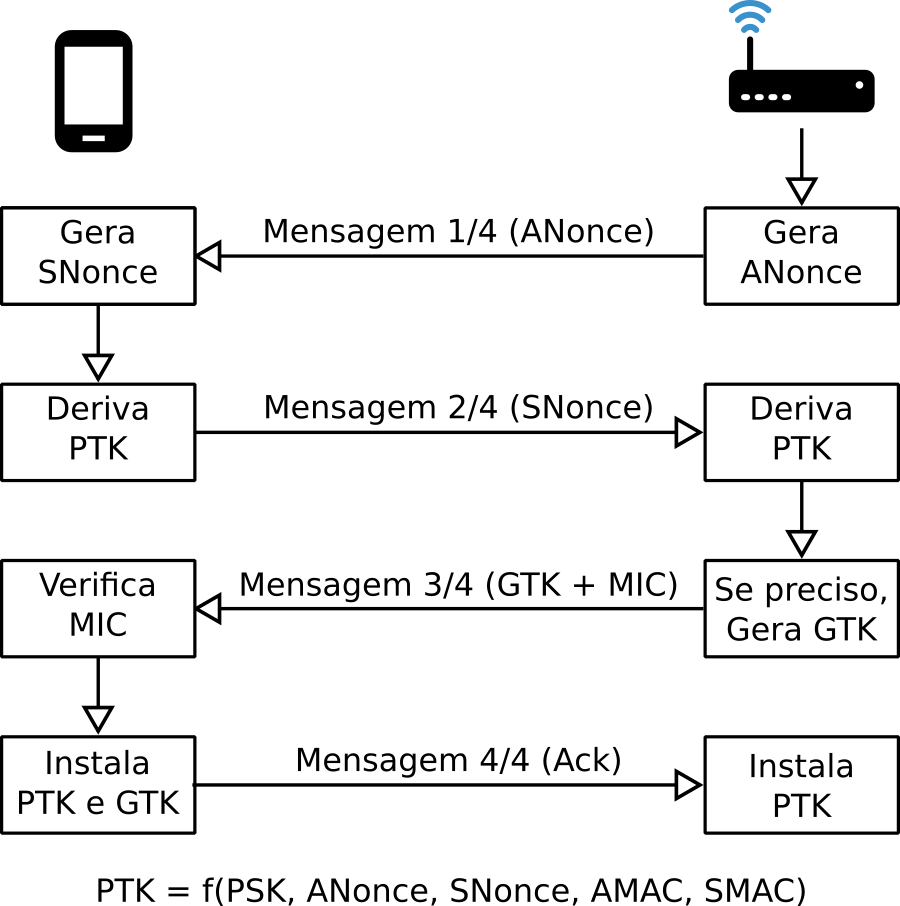 Gera
SNonce
Mensagem 1/4 (ANonce)
Gera
ANonce
Deriva
PTK
Mensagem 2/4 (SNonce)
Deriva
PTK
Verifica
MIC
Mensagem 3/4 (GTK + MIC)
Se preciso,
Gera GTK
Instala
PTK e GTK
Mensagem 4/4 (Ack)
Instala
PTK
PTK = f(PSK, ANonce, SNonce, AMAC, SMAC)